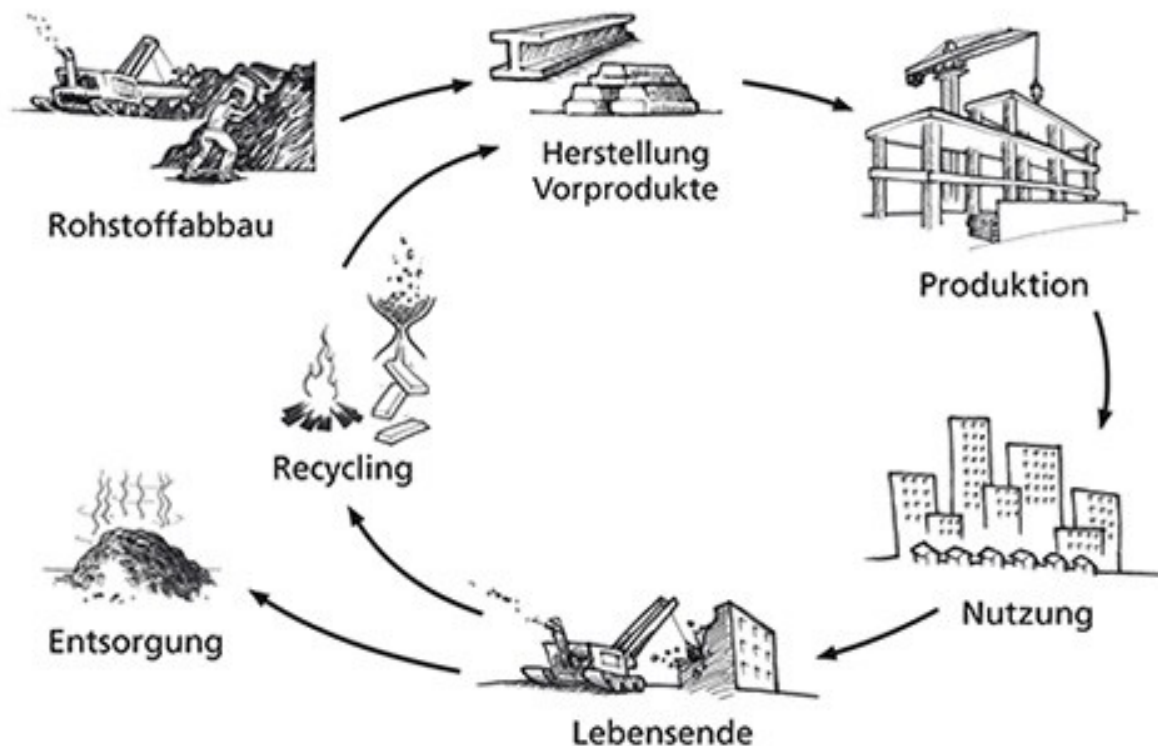 Rohstoffabbau
Herstellung
Vorprodukte
Produktion
Nutzung
Lebensende
Recycling
Entsorgung